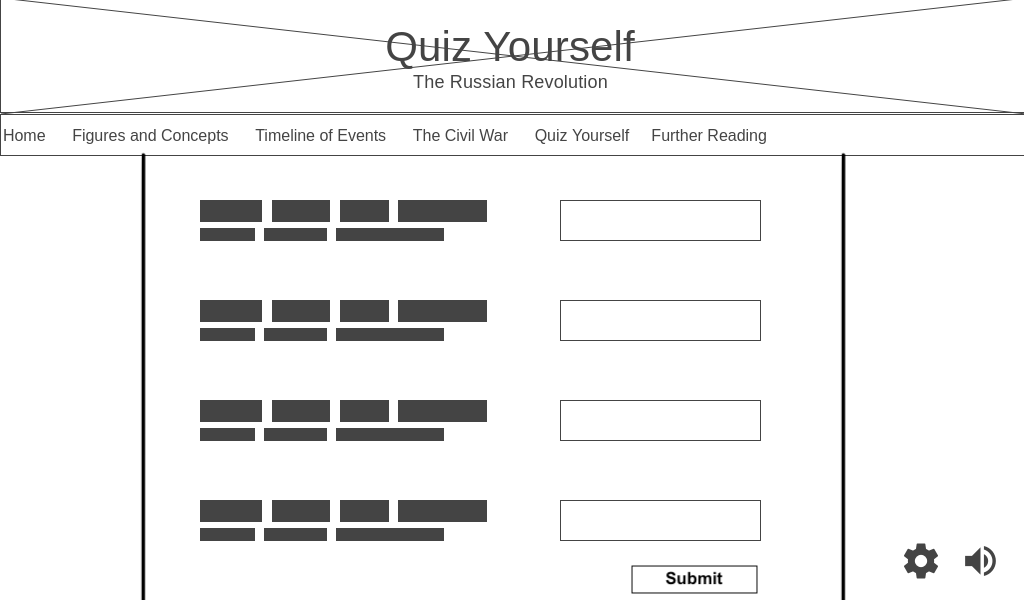 Quiz Yourself
The Russian Revolution
Home Figures and Concepts Timeline of Events The Civil War Quiz Yourself Further Reading
Submit